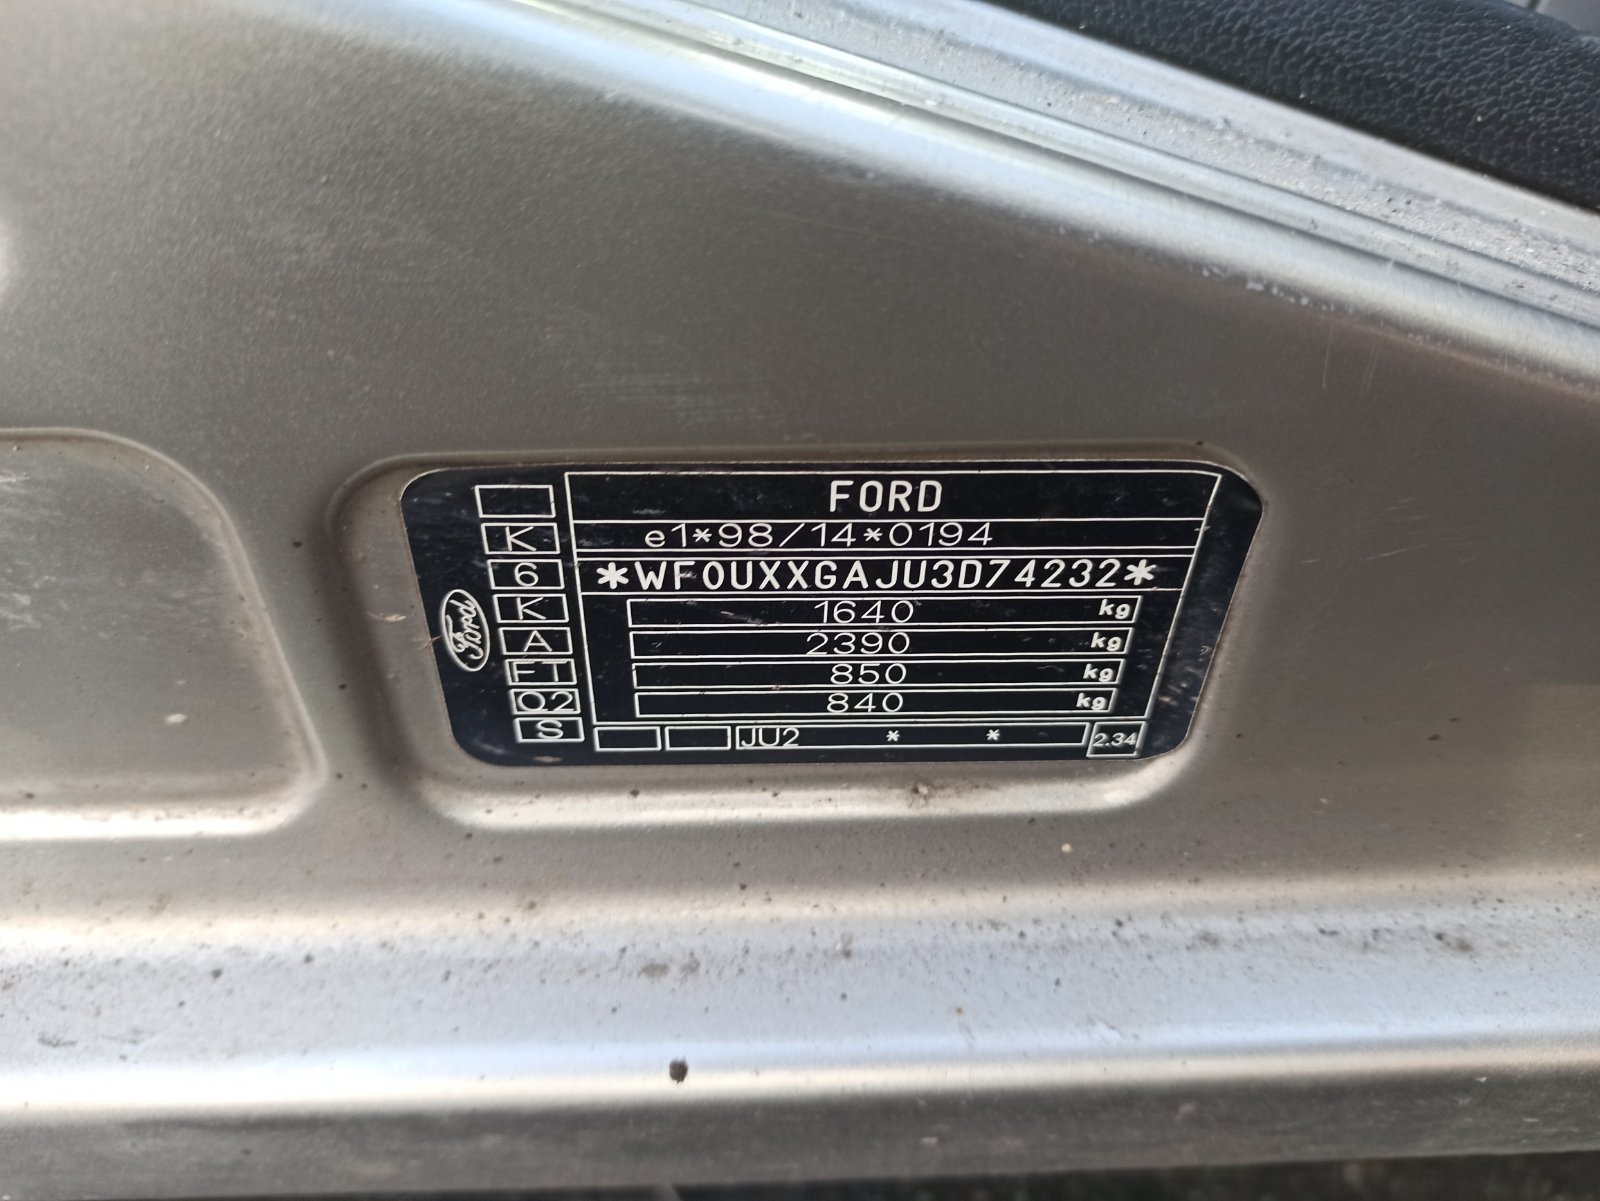 FORD
e1*98/14*0194
*WF0UXXGAJU3D74232*
1640 kg
2390 kg
850 kg
840 kg
JU2 * * 2.34
K
6
K
A
FT
Q2
S
Ford